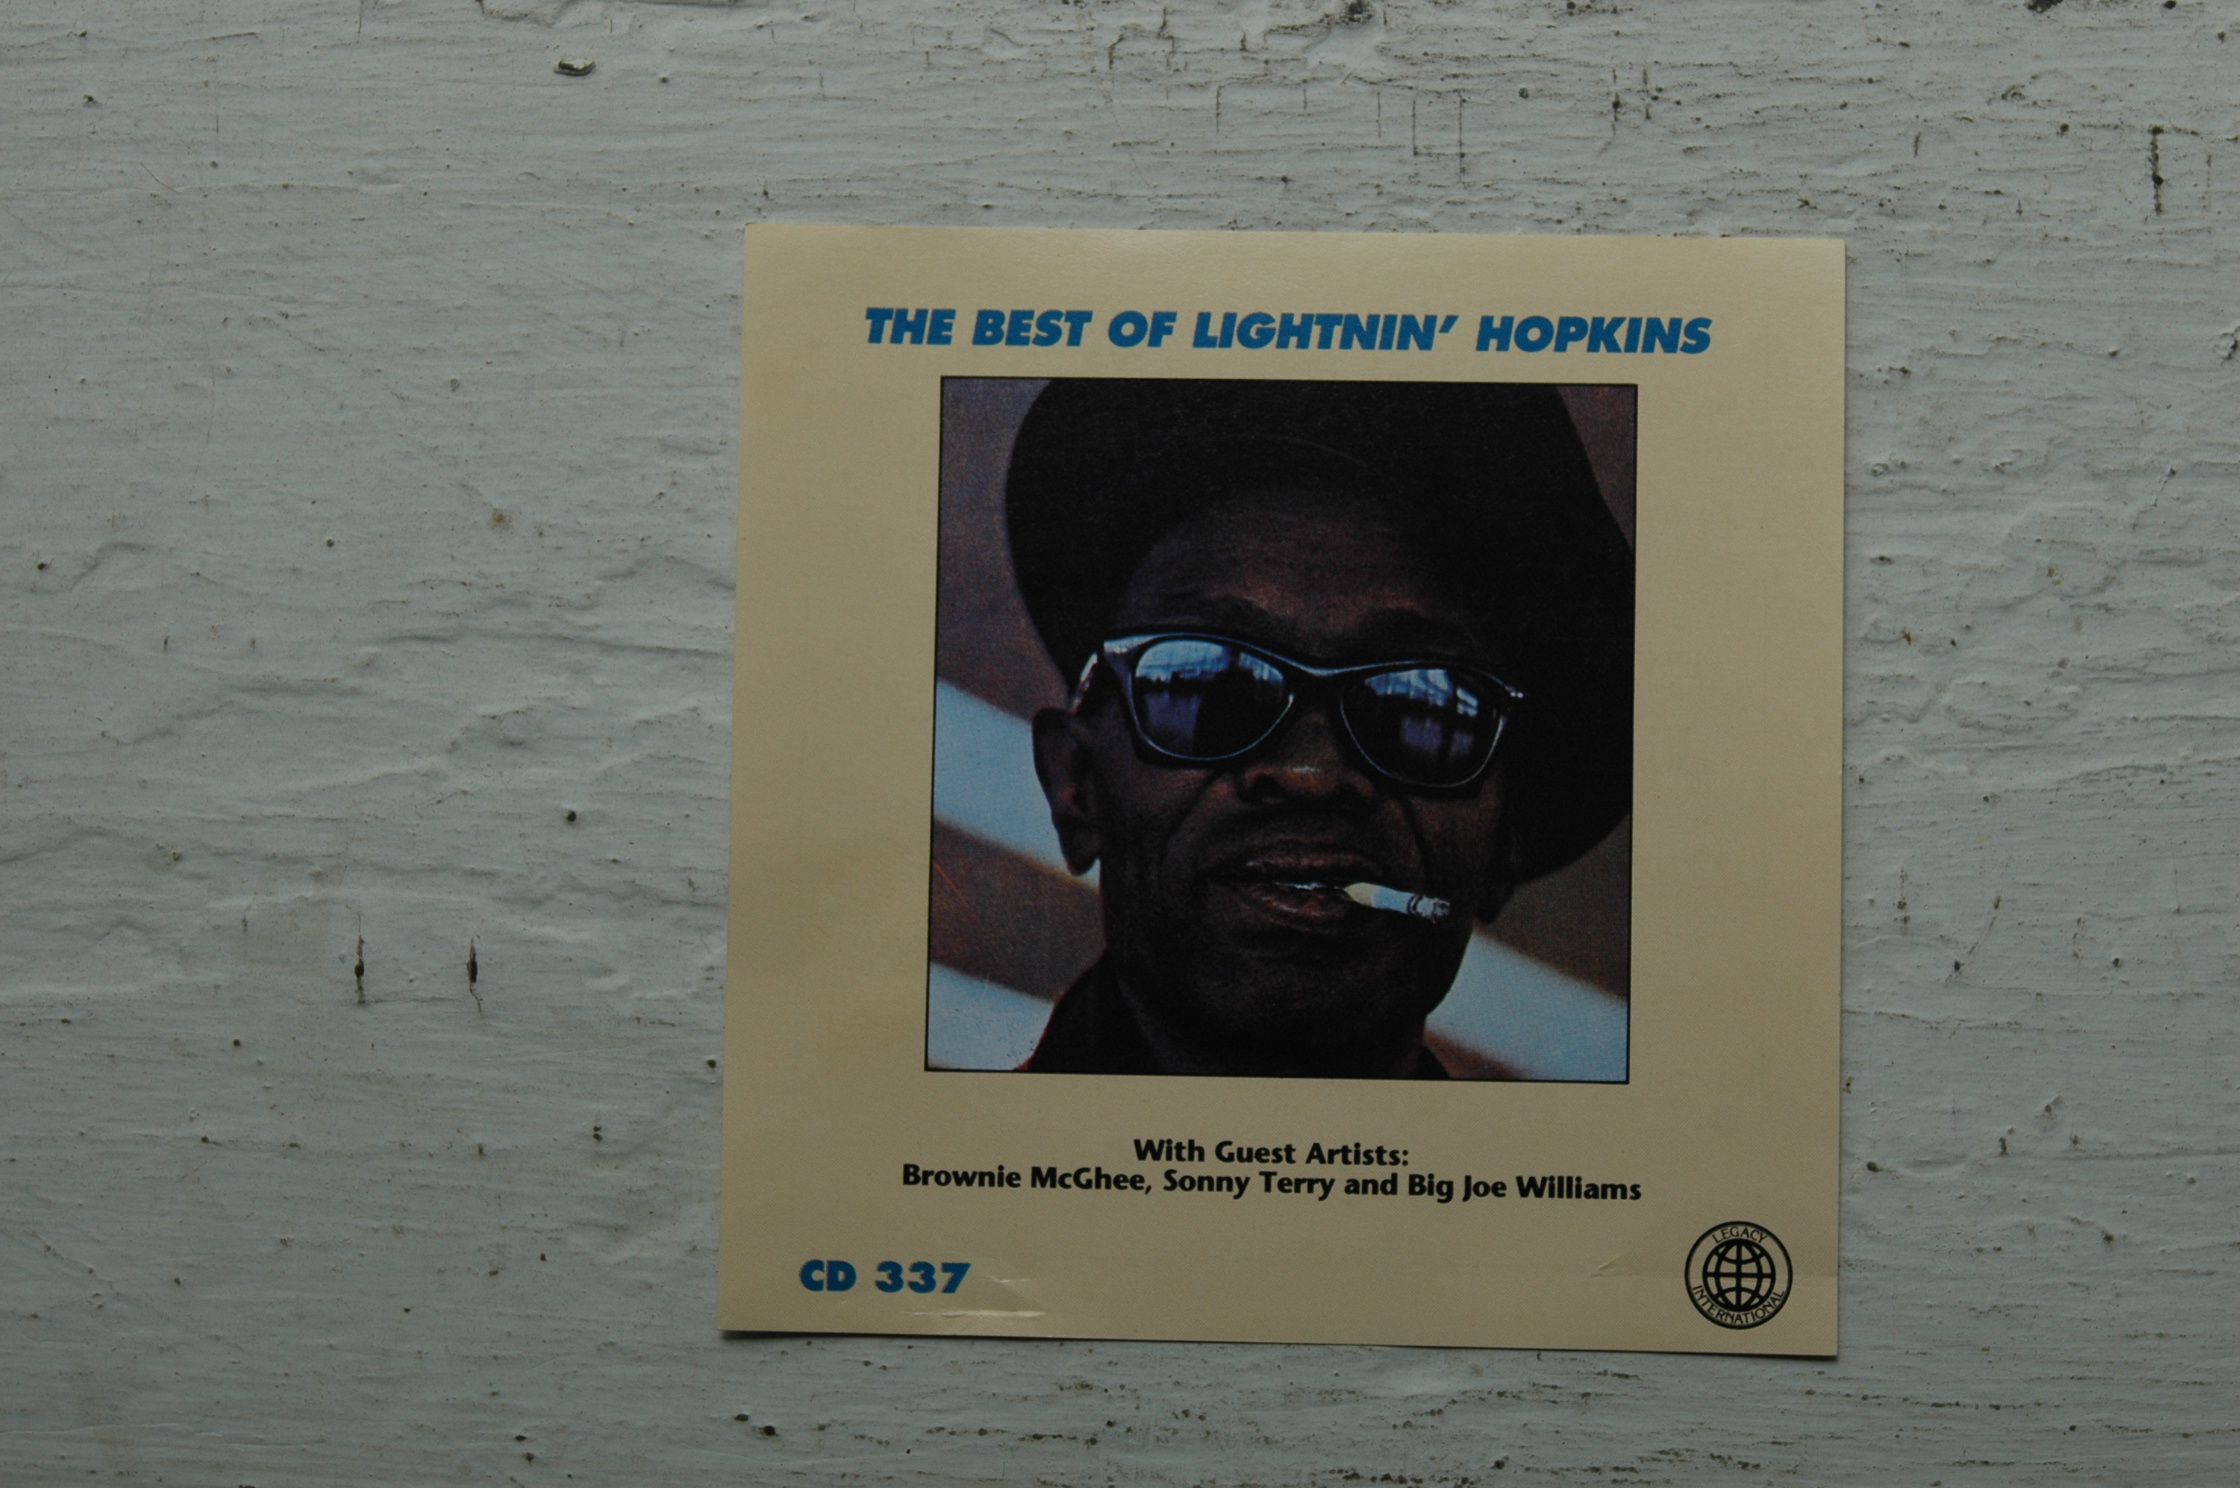 THE BEST OF LIGHTNIN' HOPKINS
With Guest Artists:
Brownie McGhee, Sonny Terry and Big Joe Williams
CD 337
LEGACY
INTERNATIONAL